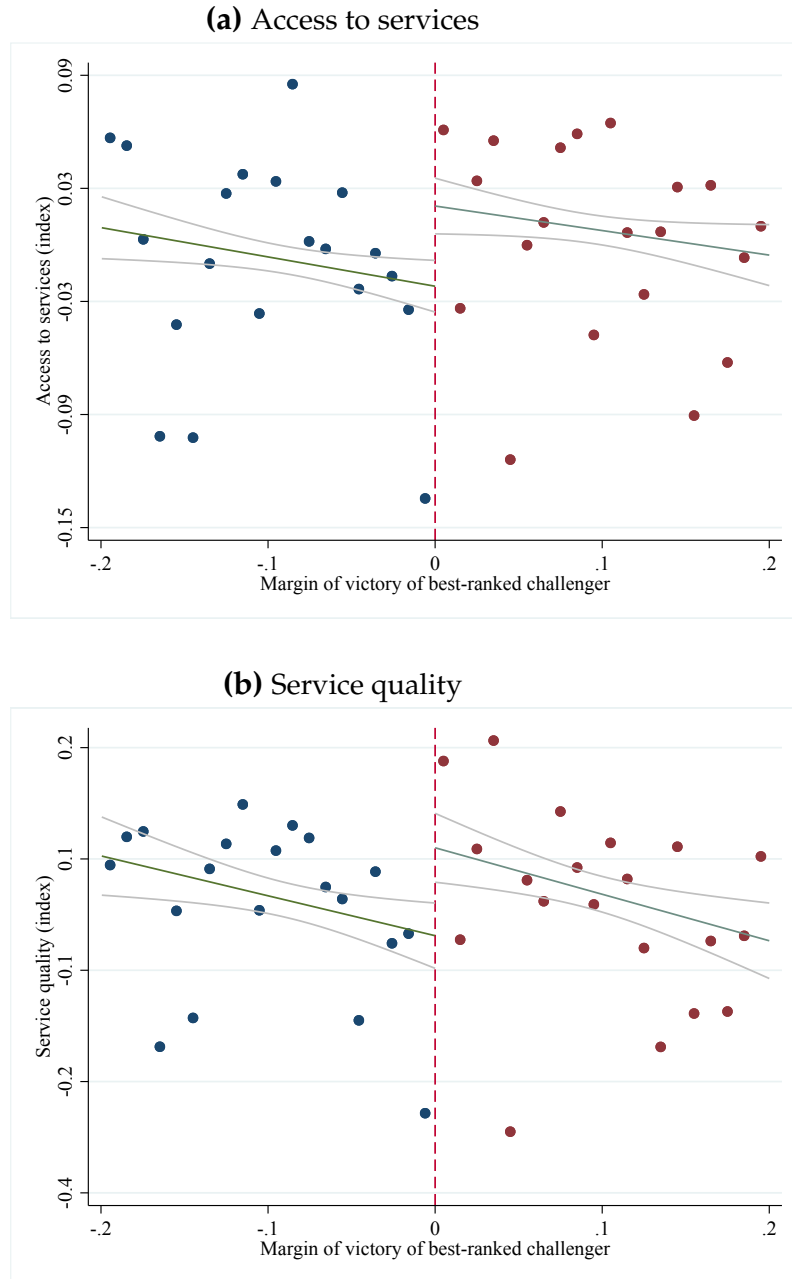 (a) Access to services
0.09
0.03
-0.03
-0.09
-0.15
Access to services (index)
-.2 -.1 0 .1 .2
Margin of victory of best-ranked challenger
(b) Service quality
0.2
0.1
-0.1
-0.2
-0.4
Service quality (index)
-.2 -.1 0 .1 .2
Margin of victory of best-ranked challenger